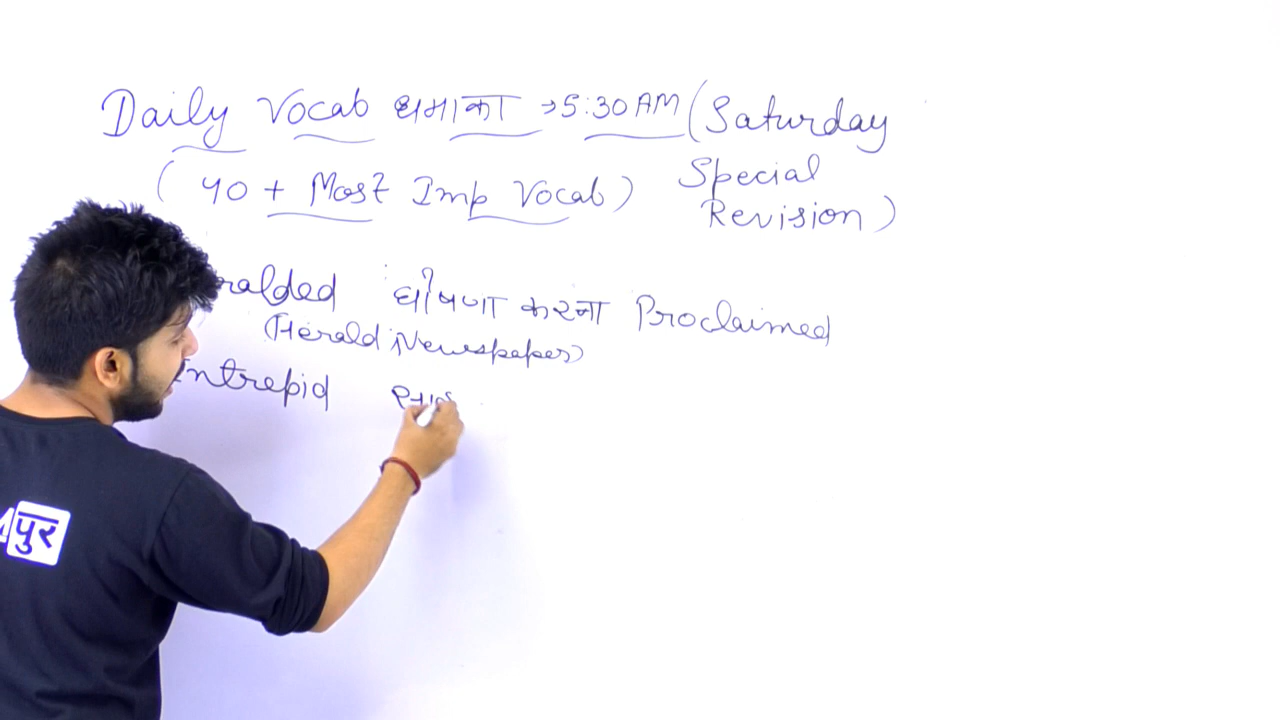 Daily Vocab धमाका → 5:30 AM (Saturday
(40 + Most Imp Vocab) Special
Revision)
ralded घोषणा करना Proclaimed
(Herald Newspaper)
Intrepid
पुर